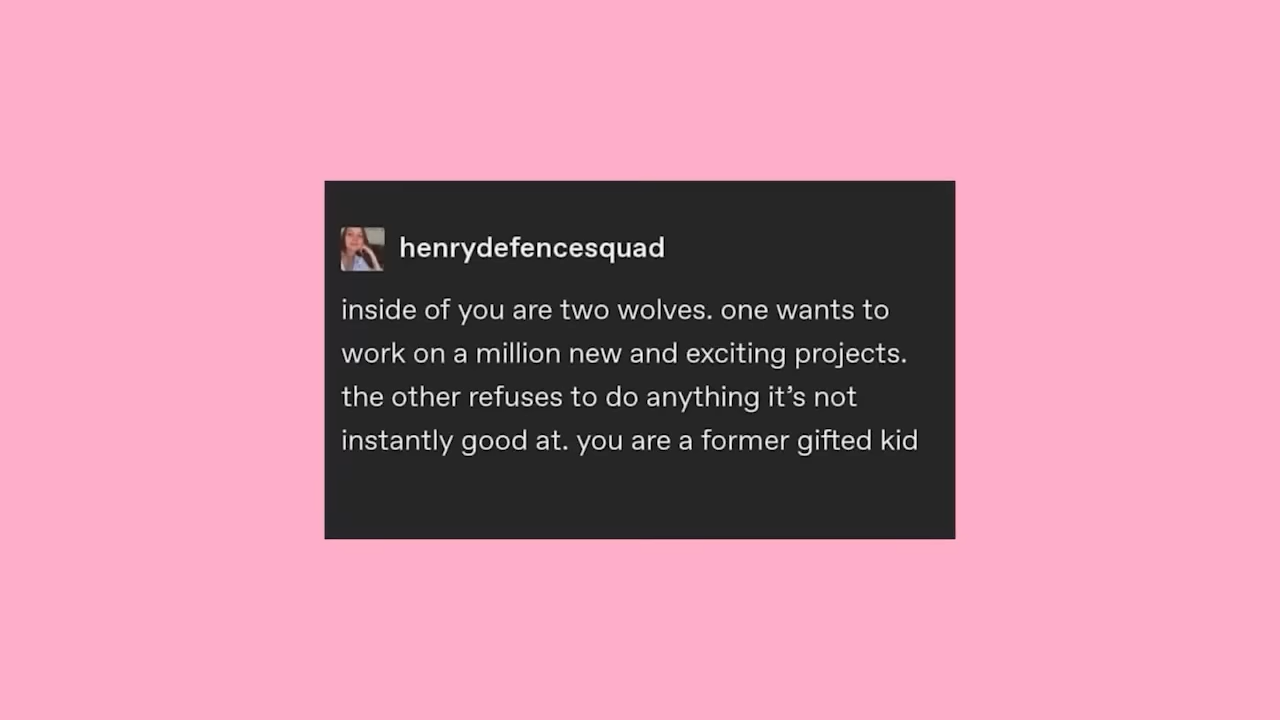 henrydefencesquad
inside of you are two wolves. one wants to
work on a million new and exciting projects.
the other refuses to do anything it’s not
instantly good at. you are a former gifted kid